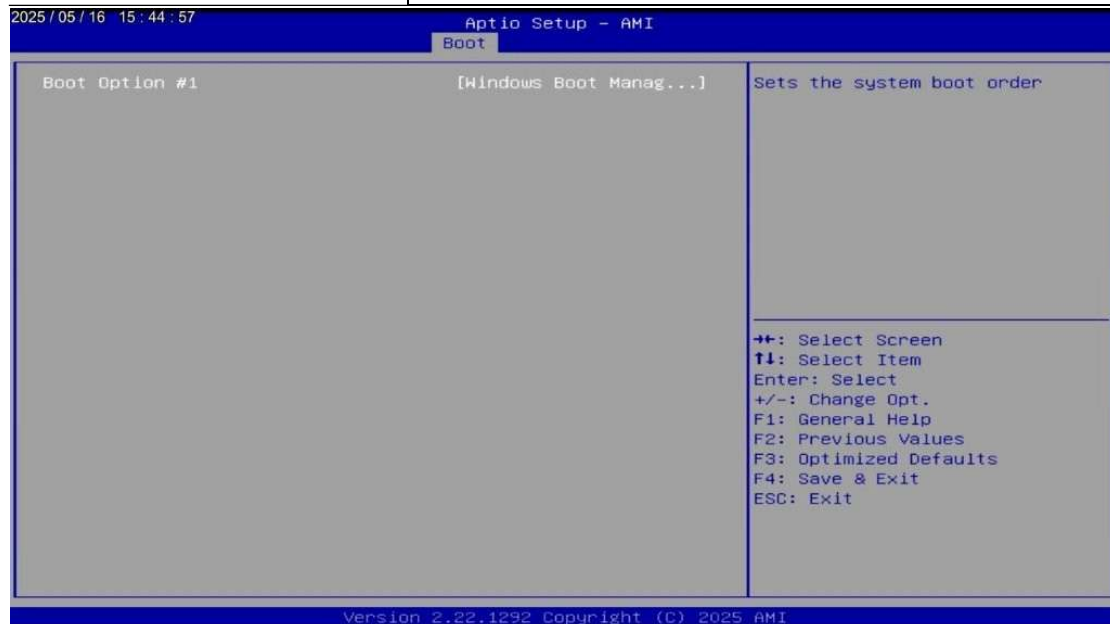 2025 / 05 / 16 15 : 44 : 57
Aptio Setup – AMI
Boot
Boot Option #1 [Windows Boot Manag...]
Sets the system boot order
→←: Select Screen
↑↓: Select Item
Enter: Select
+/-: Change Opt.
F1: General Help
F2: Previous Values
F3: Optimized Defaults
F4: Save & Exit
ESC: Exit
Version 2.22.1292 Copyright (C) 2025 AMI